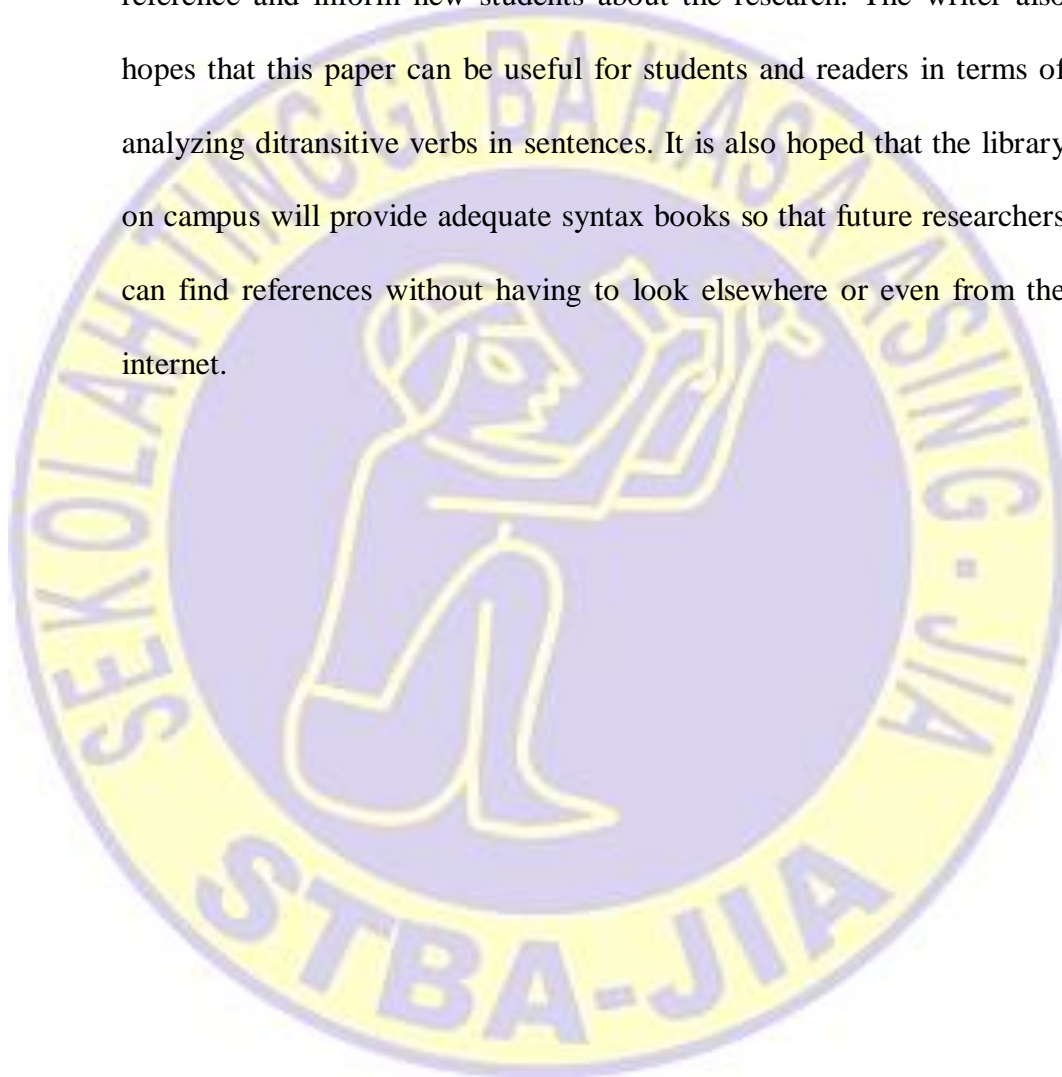 reference and inform new students about the research. The writer also
hopes that this paper can be useful for students and readers in terms of
analyzing ditransitive verbs in sentences. It is also hoped that the library
on campus will provide adequate syntax books so that future researchers
can find references without having to look elsewhere or even from the
internet.
SEKOLAH TINGGI BAHASA ASING - JIA
STBA-JIA